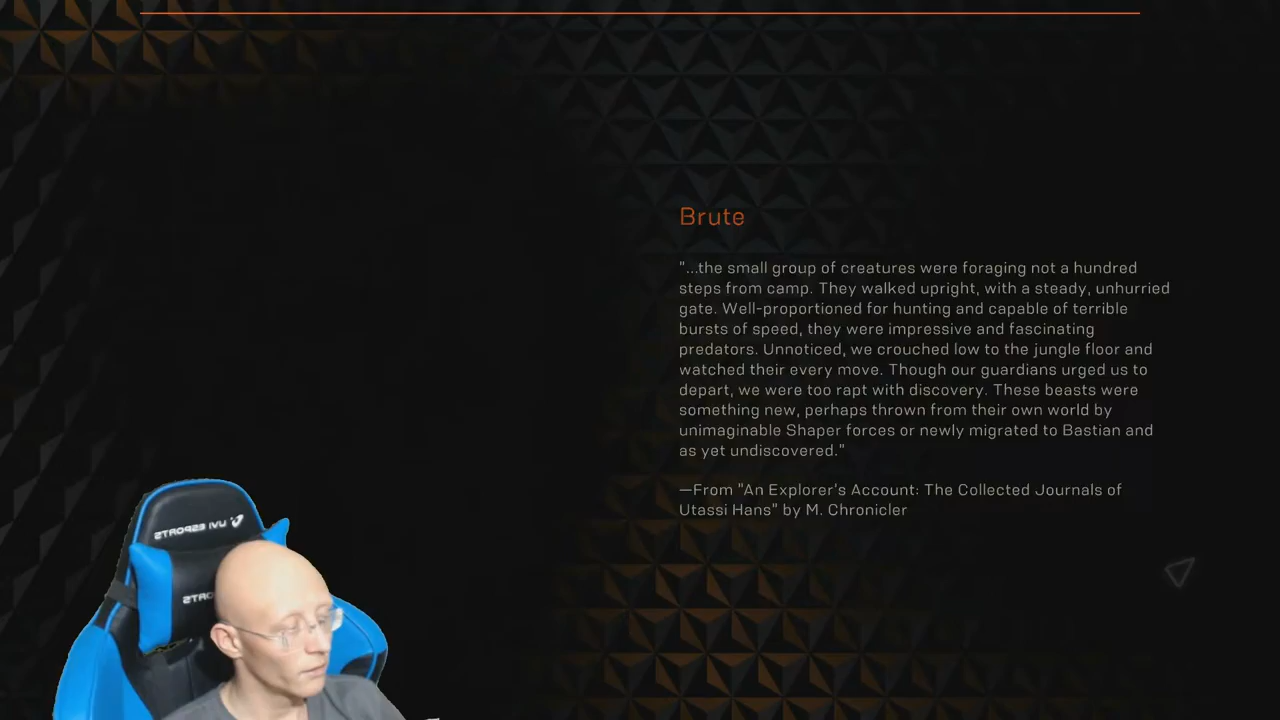 Brute
"...the small group of creatures were foraging not a hundred
steps from camp. They walked upright, with a steady, unhurried
gate. Well-proportioned for hunting and capable of terrible
bursts of speed, they were impressive and fascinating
predators. Unnoticed, we crouched low to the jungle floor and
watched their every move. Though our guardians urged us to
depart, we were too rapt with discovery. These beasts were
something new, perhaps thrown from their own world by
unimaginable Shaper forces or newly migrated to Bastian and
as yet undiscovered."
—From "An Explorer's Account: The Collected Journals of
Utassi Hans" by M. Chronicler
IVU ESPORTS